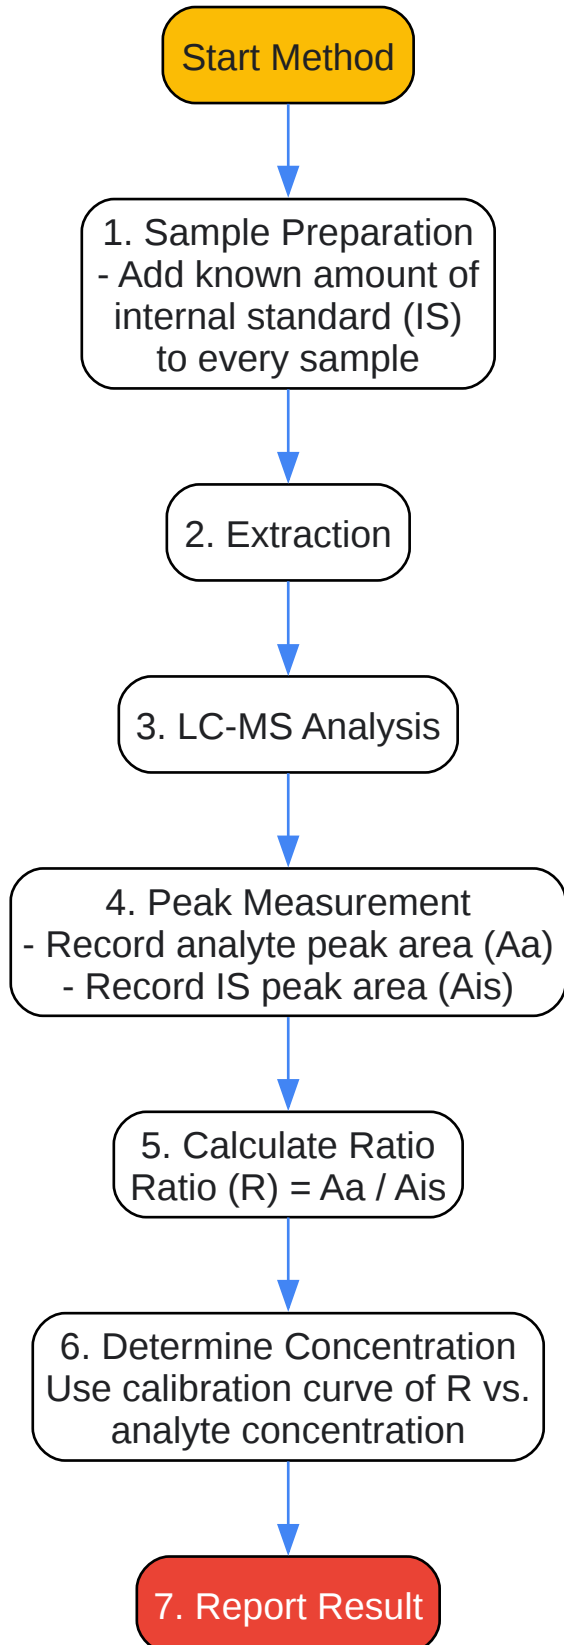 Start Method
1. Sample Preparation
- Add known amount of
internal standard (IS)
to every sample
2. Extraction
3. LC-MS Analysis
4. Peak Measurement
- Record analyte peak area (Aa)
- Record IS peak area (Ais)
5. Calculate Ratio
Ratio (R) = Aa / Ais
6. Determine Concentration
Use calibration curve of R vs.
analyte concentration
7. Report Result